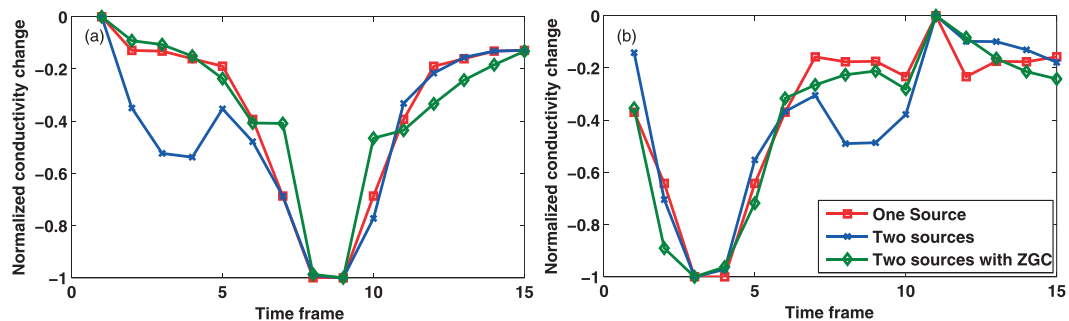 (a)
Normalized conductivity change
0
−0.2
−0.4
−0.6
−0.8
−1
0 5 10 15
Time frame
(b)
Normalized conductivity change
0
−0.2
−0.4
−0.6
−0.8
−1
0 5 10 15
Time frame
One Source
Two sources
Two sources with ZGC